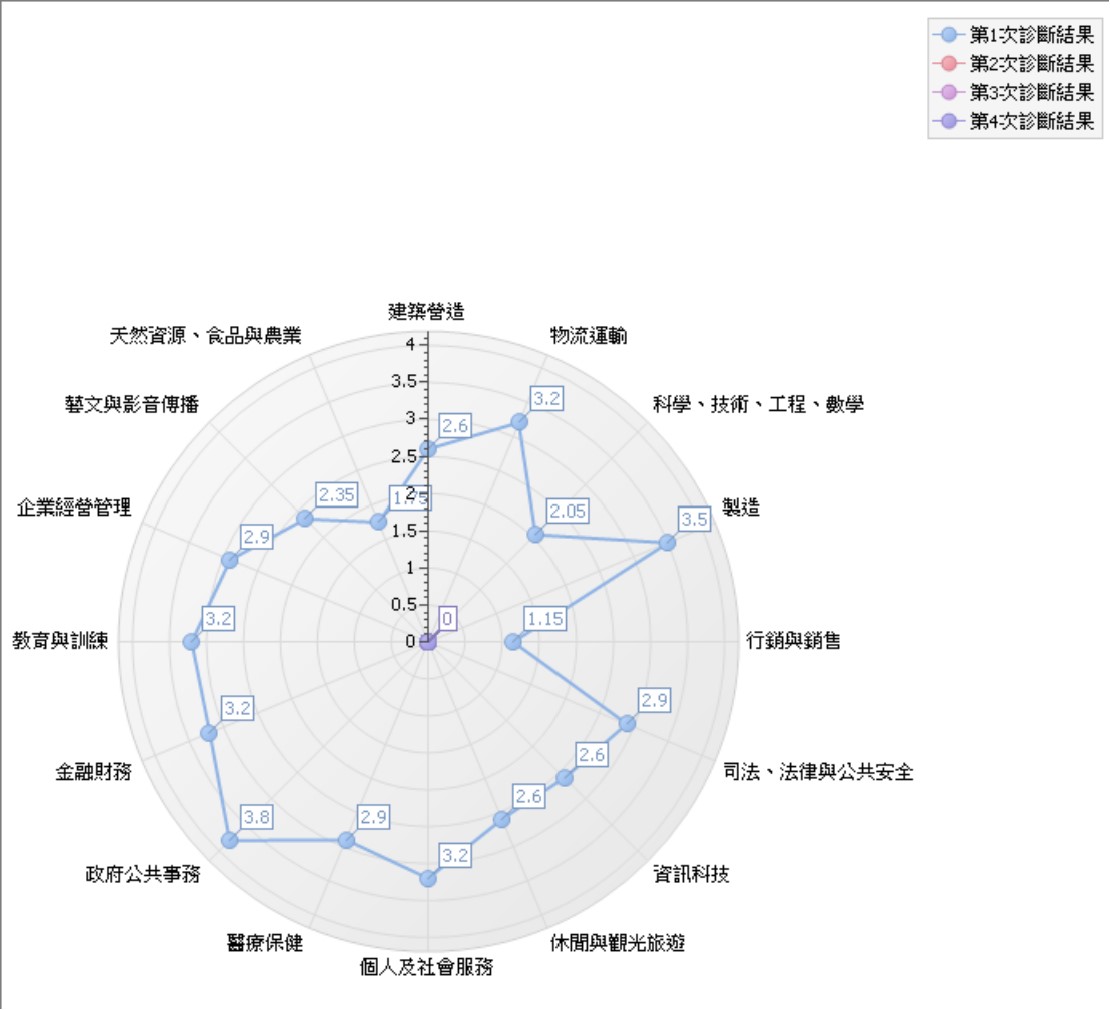 第1次診斷結果
第2次診斷結果
第3次診斷結果
第4次診斷結果
建築營造
天然資源、食品與農業
物流運輸
藝文與影音傳播
科學、技術、工程、數學
企業經營管理
製造
教育與訓練
行銷與銷售
金融財務
司法、法律與公共安全
政府公共事務
資訊科技
醫療保健
休閒與觀光旅遊
個人及社會服務
4
3.5
3
2.5
2
1.5
1
0.5
0
2.6
3.2
2.05
3.5
1.15
2.9
2.6
2.6
3.2
2.9
3.8
3.2
3.2
2.9
2.35
1.75
0